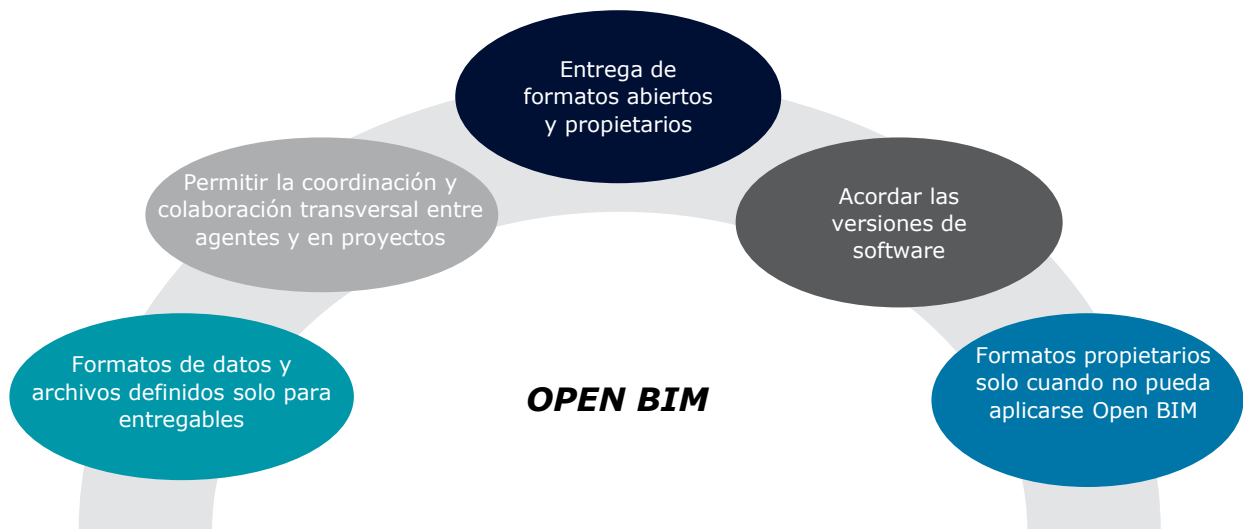 Entrega de
formatos abiertos
y propietarios
Permitir la coordinación y
colaboración transversal entre
agentes y en proyectos
Acordar las
versiones de
software
Formatos de datos y
archivos definidos solo para
entregables
OPEN BIM
Formatos propietarios
solo cuando no pueda
aplicarse Open BIM